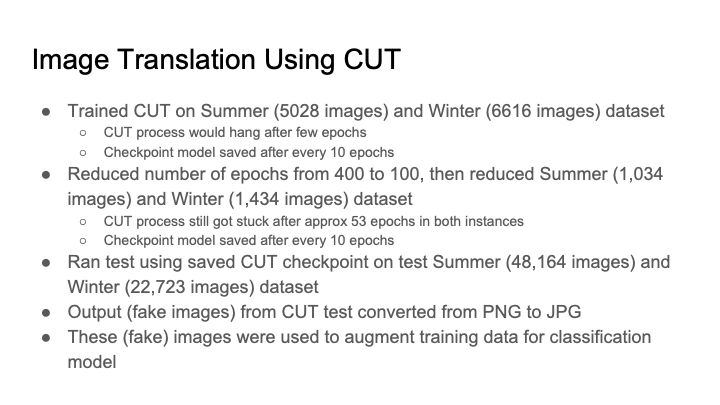 Image Translation Using CUT
● Trained CUT on Summer (5028 images) and Winter (6616 images) dataset
○ CUT process would hang after few epochs
○ Checkpoint model saved after every 10 epochs
● Reduced number of epochs from 400 to 100, then reduced Summer (1,034
images) and Winter (1,434 images) dataset
○ CUT process still got stuck after approx 53 epochs in both instances
○ Checkpoint model saved after every 10 epochs
● Ran test using saved CUT checkpoint on test Summer (48,164 images) and
Winter (22,723 images) dataset
● Output (fake images) from CUT test converted from PNG to JPG
● These (fake) images were used to augment training data for classification
model